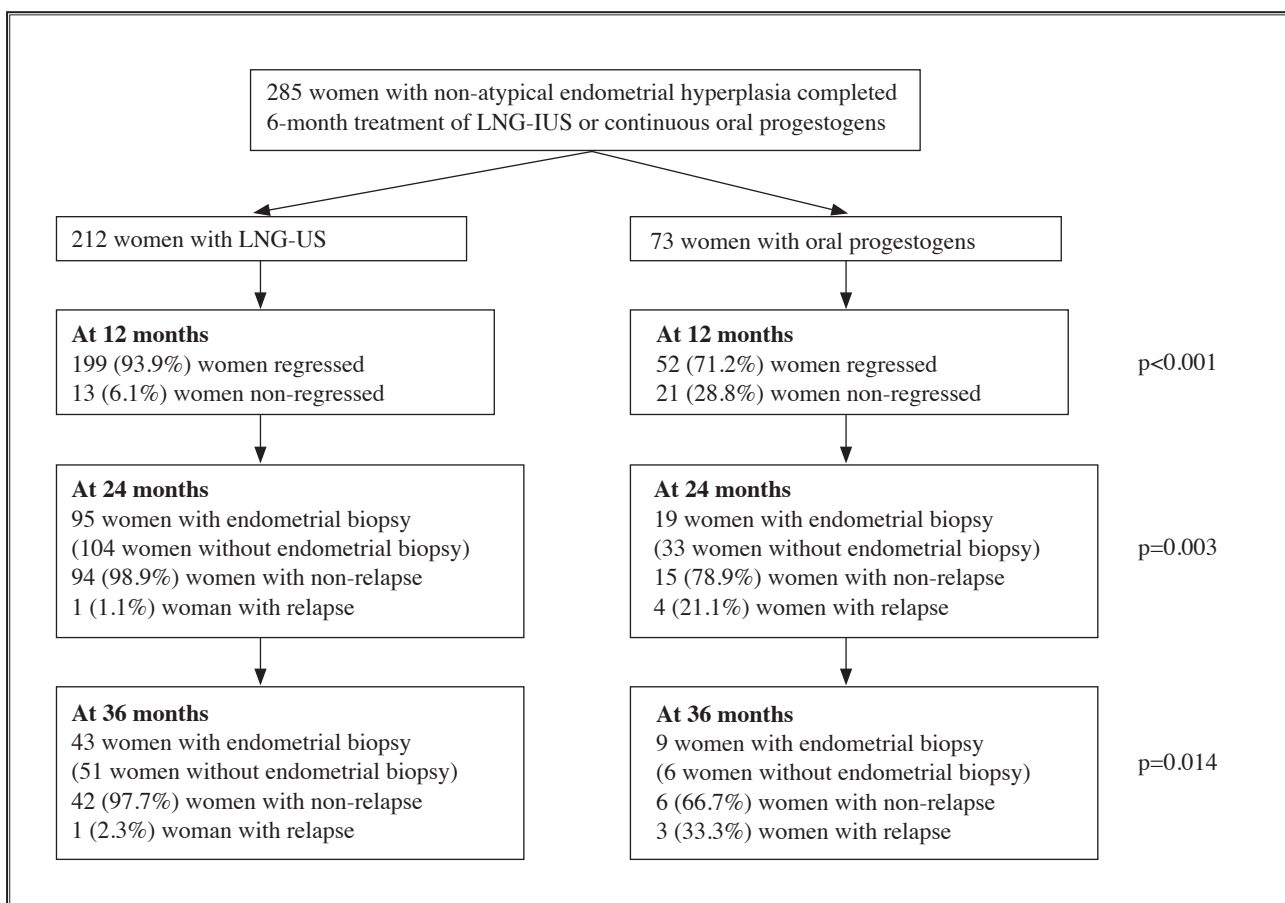 285 women with non-atypical endometrial hyperplasia completed
6-month treatment of LNG-IUS or continuous oral progestogens
212 women with LNG-US
73 women with oral progestogens
At 12 months
199 (93.9%) women regressed
13 (6.1%) women non-regressed
At 12 months
52 (71.2%) women regressed
21 (28.8%) women non-regressed
p<0.001
At 24 months
95 women with endometrial biopsy
(104 women without endometrial biopsy)
94 (98.9%) women with non-relapse
1 (1.1%) woman with relapse
At 24 months
19 women with endometrial biopsy
(33 women without endometrial biopsy)
15 (78.9%) women with non-relapse
4 (21.1%) women with relapse
p=0.003
At 36 months
43 women with endometrial biopsy
(51 women without endometrial biopsy)
42 (97.7%) women with non-relapse
1 (2.3%) woman with relapse
At 36 months
9 women with endometrial biopsy
(6 women without endometrial biopsy)
6 (66.7%) women with non-relapse
3 (33.3%) women with relapse
p=0.014